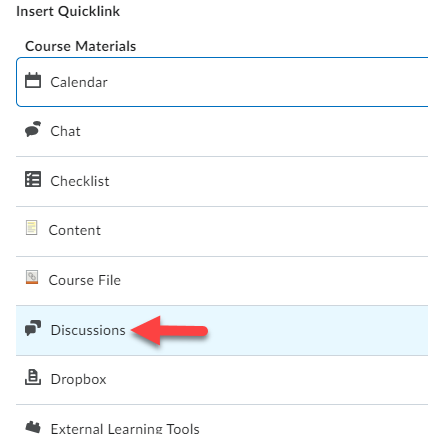 Insert Quicklink
Course Materials
Calendar
Chat
Checklist
Content
Course File
Discussions
Dropbox
External Learning Tools